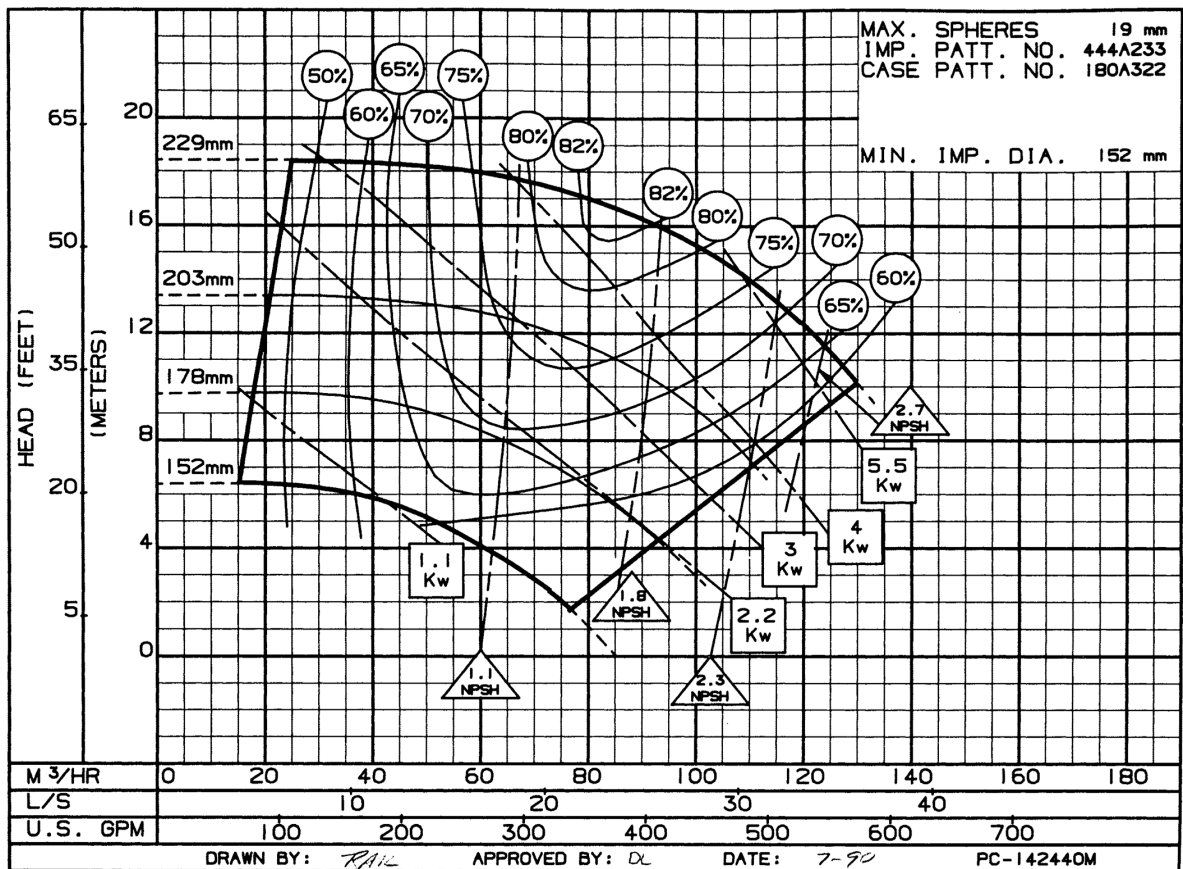 MAX. SPHERES 19 mm
IMP. PATT. NO. 444A233
CASE PATT. NO. 180A322
MIN. IMP. DIA. 152 mm
50%
60%
65%
70%
75%
80%
82%
82%
80%
75%
70%
65%
60%
HEAD (FEET)
(METERS)
65
50
35
20
5
20
16
12
8
4
0
229mm
203mm
178mm
152mm
1.1
Kw
2.2
Kw
3
Kw
4
Kw
5.5
Kw
1.1
NPSH
1.8
NPSH
2.3
NPSH
2.7
NPSH
M³/HR 0 20 40 60 80 100 120 140 160 180
L/S 10 20 30 40
U.S. GPM 100 200 300 400 500 600 700
DRAWN BY: APPROVED BY: DL DATE: 7-90 PC-142440M